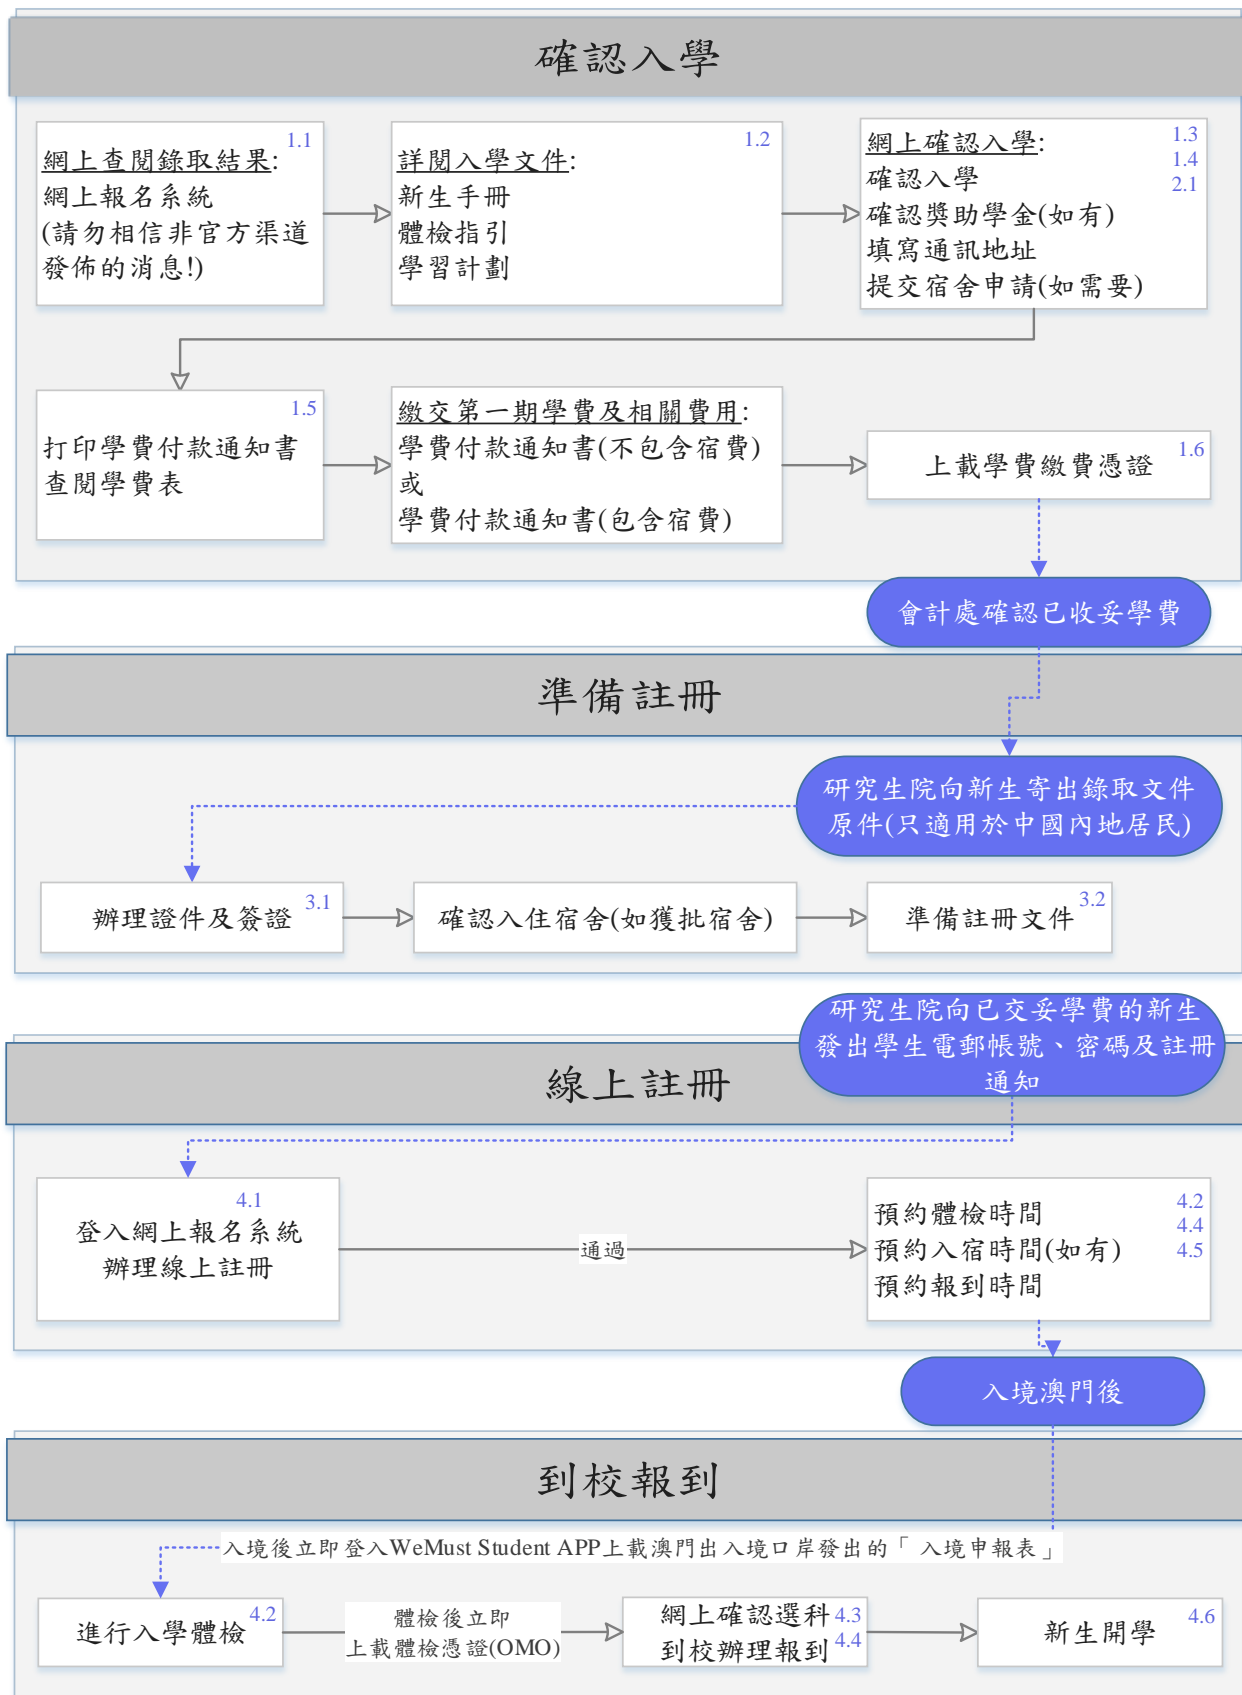 確認入學
1.1
網上查閱錄取結果:
網上報名系統
(請勿相信非官方渠道
發佈的消息!)
1.2
詳閱入學文件:
新生手冊
體檢指引
學習計劃
1.3
1.4
2.1
網上確認入學:
確認入學
確認獎助學金(如有)
填寫通訊地址
提交宿舍申請(如需要)
1.5
打印學費付款通知書
查閱學費表
繳交第一期學費及相關費用:
學費付款通知書(不包含宿費)
或
學費付款通知書(包含宿費)
上載學費繳費憑證
1.6
會計處確認已收妥學費
準備註冊
研究生院向新生寄出錄取文件
原件(只適用於中國內地居民)
辦理證件及簽證
3.1
確認入住宿舍(如獲批宿舍)
準備註冊文件
3.2
研究生院向已交妥學費的新生
發出學生電郵帳號、密碼及註冊
通知
線上註冊
4.1
登入網上報名系統
辦理線上註冊
通過
4.2
4.4
4.5
預約體檢時間
預約入宿時間(如有)
預約報到時間
入境澳門後
到校報到
入境後立即登入WeMust Student APP上載澳門出入境口岸發出的「入境申報表」
進行入學體檢
4.2
體檢後立即
上載體檢憑證(OMO)
網上確認選科
4.3
到校辦理報到
4.4
新生開學
4.6